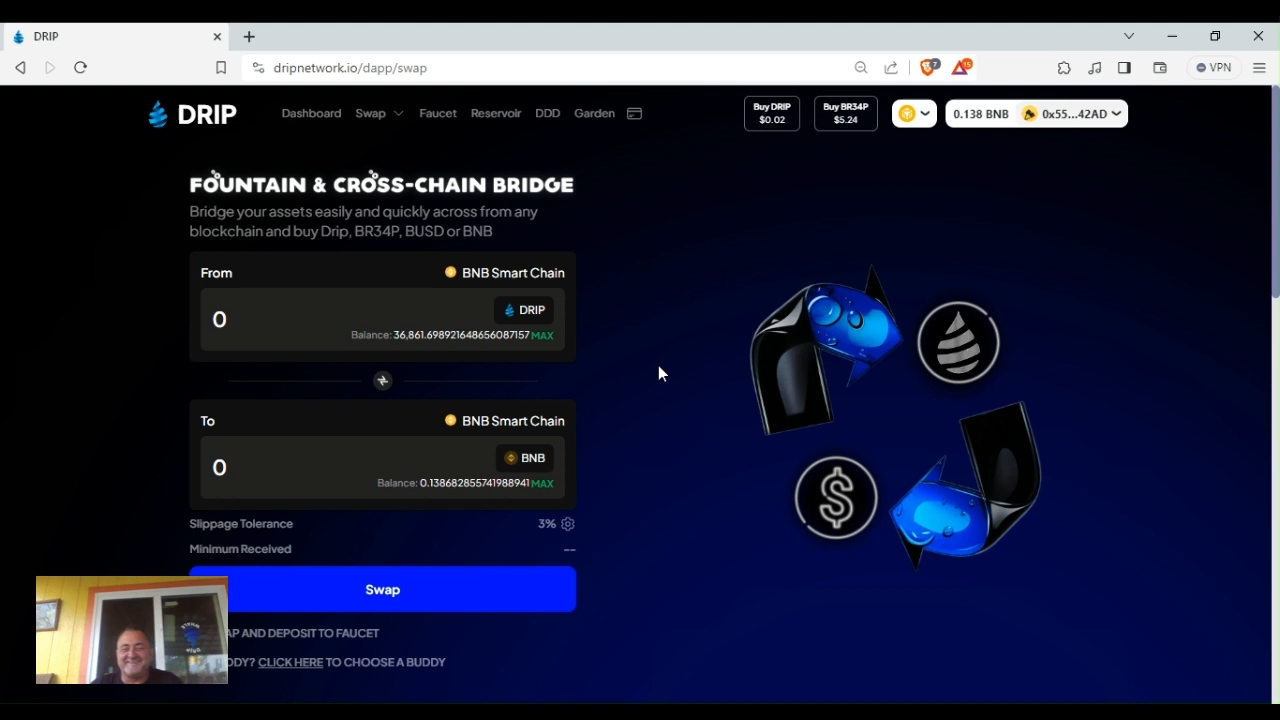 DRIP
dripnetwork.io/dapp/swap
7
15
VPN
DRIP
Dashboard
Swap
Faucet
Reservoir
DDD
Garden
Buy DRIP
$0.02
Buy BR34P
$5.24
0.138 BNB
0x55...42AD
FOUNTAIN & CROSS-CHAIN BRIDGE
Bridge your assets easily and quickly across from any
blockchain and buy Drip, BR34P, BUSD or BNB
From
BNB Smart Chain
0
DRIP
Balance: 36,861.698921648656087157 MAX
To
BNB Smart Chain
0
BNB
Balance: 0.138682855741988941 MAX
Slippage Tolerance
3%
Minimum Received
--
Swap
AP AND DEPOSIT TO FAUCET
DDY? CLICK HERE TO CHOOSE A BUDDY